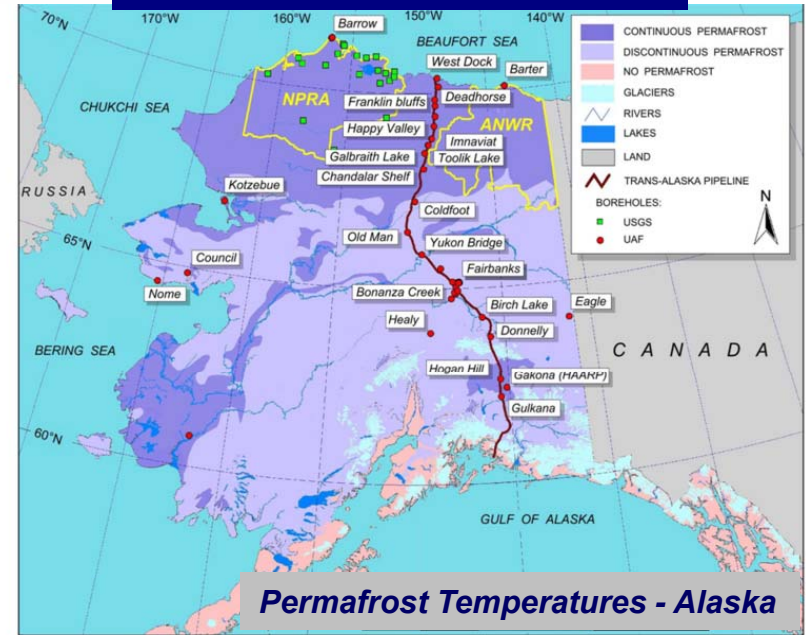 170°W
160°W
150°W
140°W
70°N
Barrow
BEAUFORT SEA
West Dock
Barter
CHUKCHI SEA
NPRA
Franklin bluffs
Deadhorse
ANWR
Happy Valley
Imnaviat
Galbraith Lake
Toolik Lake
Chandalar Shelf
RUSSIA
Kotzebue
Coldfoot
65°N
Old Man
Yukon Bridge
Council
Fairbanks
Nome
Bonanza Creek
Birch Lake
Eagle
Healy
Donnelly
BERING SEA
CANADA
Hogan Hill
Gakona (HAARP)
Gulkana
60°N
GULF OF ALASKA
CONTINUOUS PERMAFROST
DISCONTINUOUS PERMAFROST
NO PERMAFROST
GLACIERS
RIVERS
LAKES
LAND
TRANS-ALASKA PIPELINE
BOREHOLES:
USGS
UAF
N
Permafrost Temperatures - Alaska